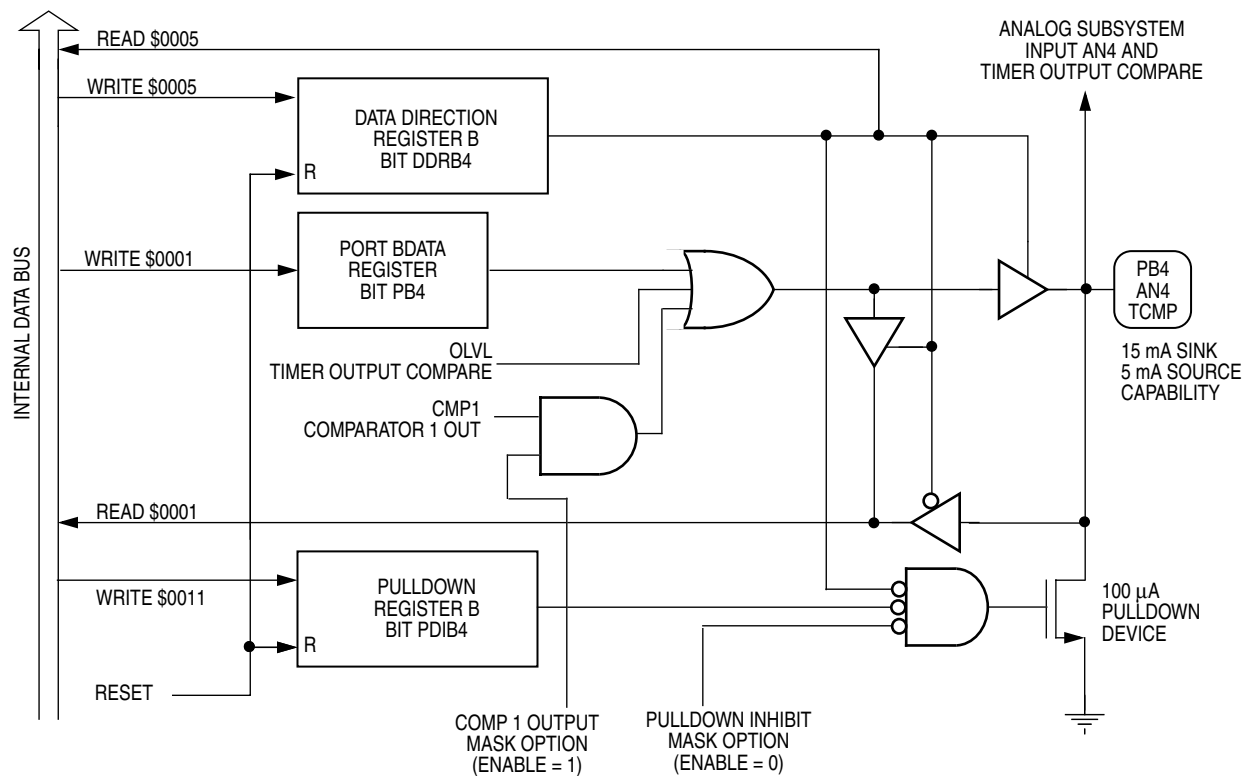 ANALOG SUBSYSTEM
INPUT AN4 AND
TIMER OUTPUT COMPARE
READ $0005
WRITE $0005
DATA DIRECTION
REGISTER B
BIT DDRB4
R
INTERNAL DATA BUS
WRITE $0001
PORT BDATA
REGISTER
BIT PB4
PB4
AN4
TCMP
15 mA SINK
5 mA SOURCE
CAPABILITY
OLVL
TIMER OUTPUT COMPARE
CMP1
COMPARATOR 1 OUT
READ $0001
WRITE $0011
PULLDOWN
REGISTER B
BIT PDIB4
R
100 µA
PULLDOWN
DEVICE
RESET
COMP 1 OUTPUT
MASK OPTION
(ENABLE = 1)
PULLDOWN INHIBIT
MASK OPTION
(ENABLE = 0)